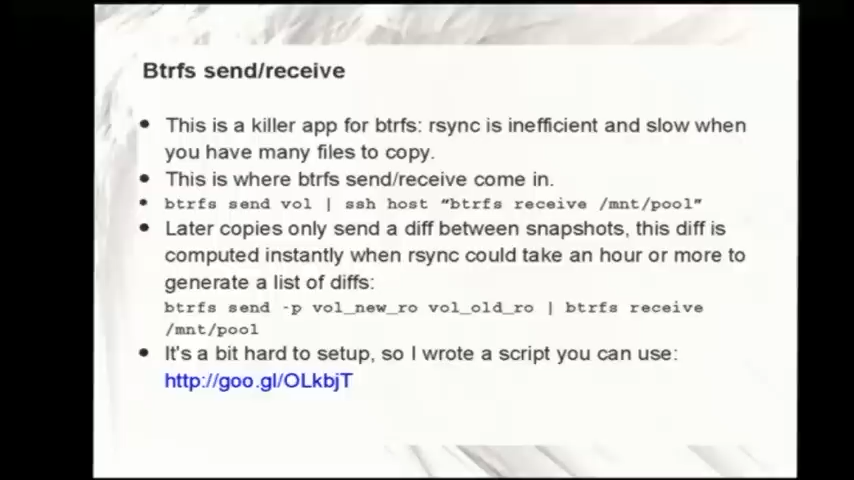 Btrfs send/receive
This is a killer app for btrfs: rsync is inefficient and slow when
you have many files to copy.
This is where btrfs send/receive come in.
btrfs send vol | ssh host “btrfs receive /mnt/pool”
Later copies only send a diff between snapshots, this diff is
computed instantly when rsync could take an hour or more to
generate a list of diffs:
btrfs send -p vol_new_ro vol_old_ro | btrfs receive
/mnt/pool
It's a bit hard to setup, so I wrote a script you can use:
http://goo.gl/OLkbjT